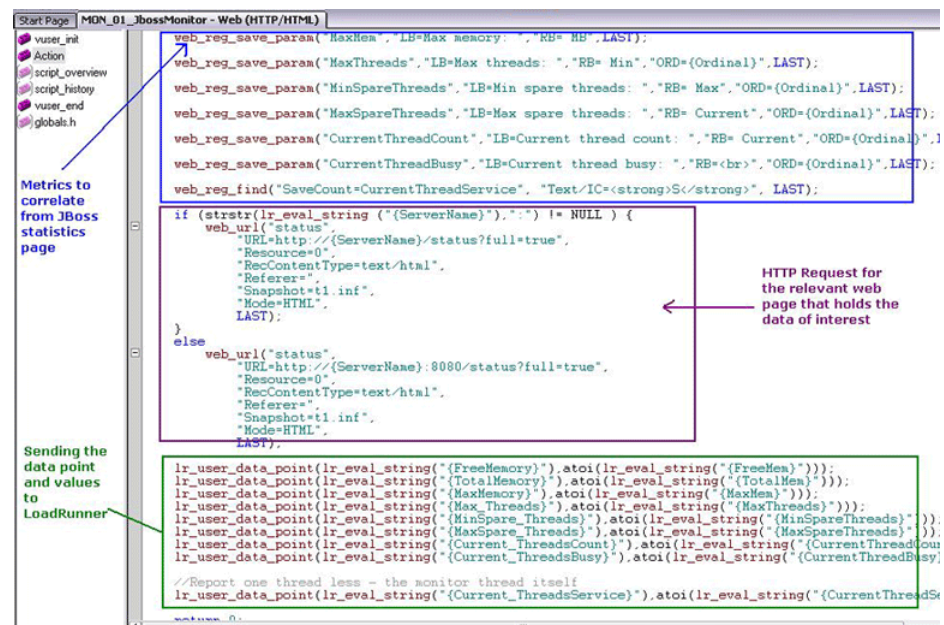 Start Page MON_01_JbossMonitor - Web (HTTP/HTML)
vuser_init
Action
script_overview
script_history
vuser_end
globals.h
web_reg_save_param("MaxMem","LB=Max memory: ","RB= MB",LAST);
web_reg_save_param("MaxThreads","LB=Max threads: ","RB= Min","ORD={Ordinal}",LAST);
web_reg_save_param("MinSpareThreads","LB=Min spare threads: ","RB= Max","ORD={Ordinal}",LAST);
web_reg_save_param("MaxSpareThreads","LB=Max spare threads: ","RB= Current","ORD={Ordinal}",LAST);
web_reg_save_param("CurrentThreadCount","LB=Current thread count: ","RB= Current","ORD={Ordinal}",
web_reg_save_param("CurrentThreadBusy","LB=Current thread busy: ","RB=<br>","ORD={Ordinal}",LAST);
web_reg_find("SaveCount=CurrentThreadService", "Text/IC=<strong>S</strong>", LAST);
Metrics to
correlate
from JBoss
statistics
page
if (strstr(lr_eval_string ("{ServerName}"),":") != NULL ) {
web_url("status",
"URL=http://{ServerName}/status?full=true",
"Resource=0",
"RecContentType=text/html",
"Referer=",
"Snapshot=t1.inf",
"Mode=HTML",
LAST);
}
else
web_url("status",
"URL=http://{ServerName}:8080/status?full=true",
"Resource=0",
"RecContentType=text/html",
"Referer=",
"Snapshot=t1.inf",
"Mode=HTML",
LAST);
HTTP Request for
the relevant web
page that holds the
data of interest
Sending the
data point
and values
to
LoadRunner
lr_user_data_point(lr_eval_string("{FreeMemory}"),atoi(lr_eval_string("{FreeMem}")));
lr_user_data_point(lr_eval_string("{TotalMemory}"),atoi(lr_eval_string("{TotalMem}")));
lr_user_data_point(lr_eval_string("{MaxMemory}"),atoi(lr_eval_string("{MaxMem}")));
lr_user_data_point(lr_eval_string("{Max_Threads}"),atoi(lr_eval_string("{MaxThreads}")));
lr_user_data_point(lr_eval_string("{MinSpare_Threads}"),atoi(lr_eval_string("{MinSpareThreads}")));
lr_user_data_point(lr_eval_string("{MaxSpare_Threads}"),atoi(lr_eval_string("{MaxSpareThreads}")));
lr_user_data_point(lr_eval_string("{Current_ThreadsCount}"),atoi(lr_eval_string("{CurrentThreadCou
lr_user_data_point(lr_eval_string("{Current_ThreadsBusy}"),atoi(lr_eval_string("{CurrentThreadBusy}
//Report one thread less - the monitor thread itself
lr_user_data_point(lr_eval_string("{Current_ThreadsService}"),atoi(lr_eval_string("{CurrentThreadSe
return 0;